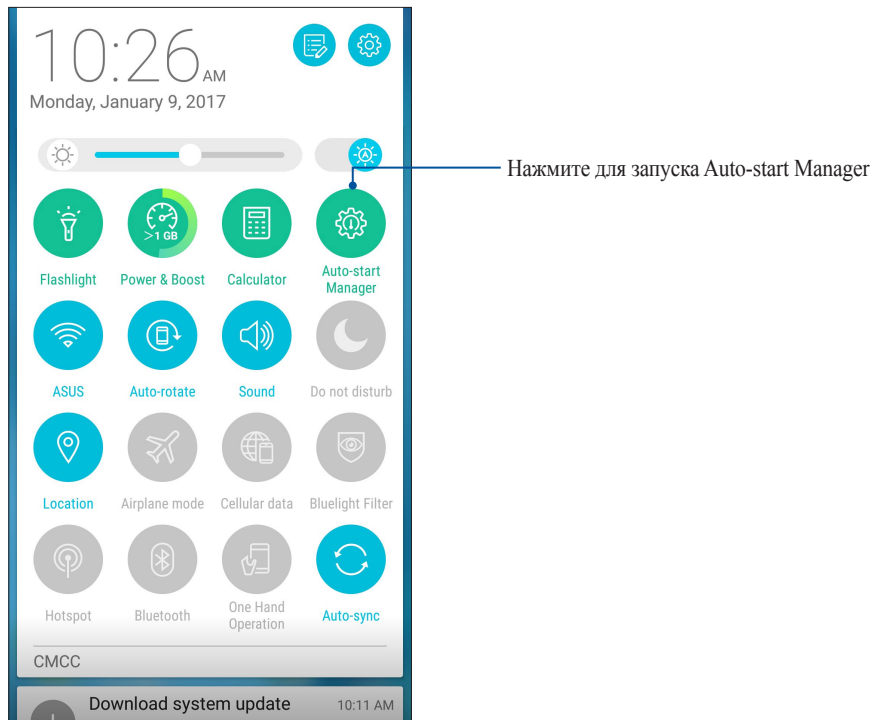 10:26 AM
Monday, January 9, 2017
A
Нажмите для запуска Auto-start Manager
>1 GB
Flashlight
Power & Boost
Calculator
Auto-start
Manager
ASUS
Auto-rotate
Sound
Do not disturb
Location
Airplane mode
Cellular data
Bluelight Filter
Hotspot
Bluetooth
One Hand
Operation
Auto-sync
CMCC
Download system update 10:11 AM